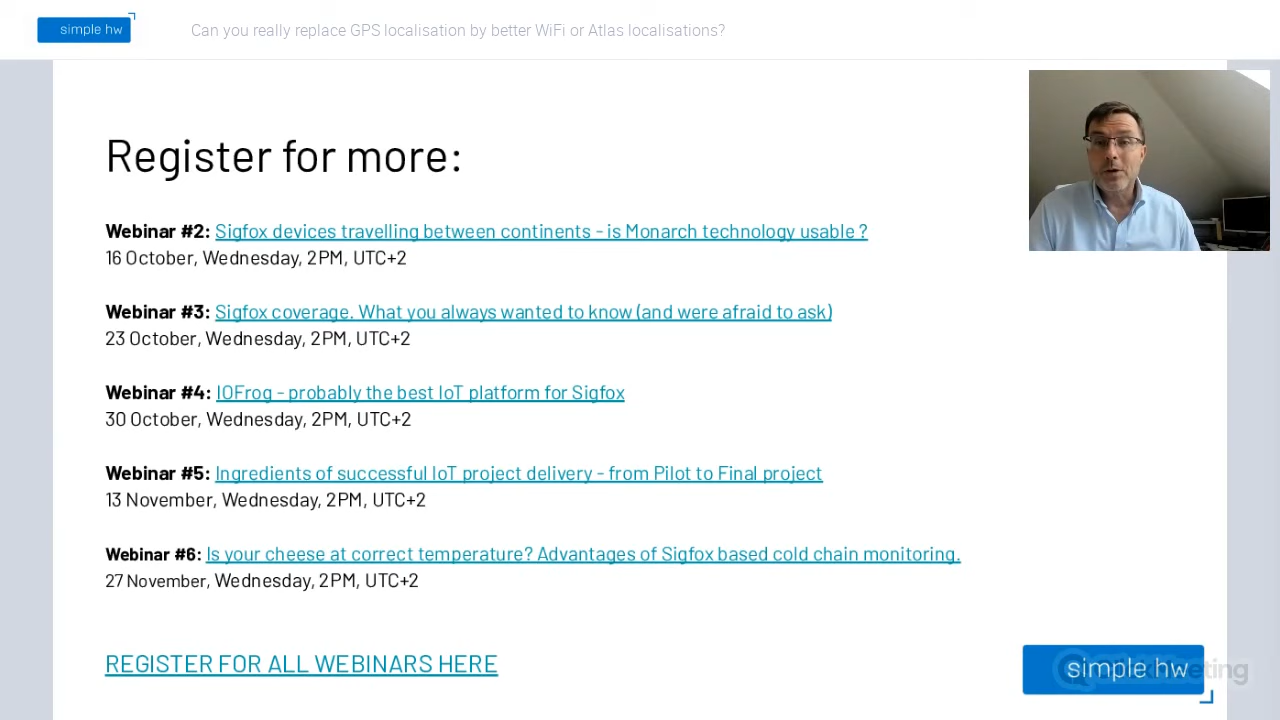 simple hw
Can you really replace GPS localisation by better WiFi or Atlas localisations?
Register for more:
Webinar #2: Sigfox devices travelling between continents - is Monarch technology usable ?
16 October, Wednesday, 2PM, UTC+2
Webinar #3: Sigfox coverage. What you always wanted to know (and were afraid to ask)
23 October, Wednesday, 2PM, UTC+2
Webinar #4: IOFrog - probably the best IoT platform for Sigfox
30 October, Wednesday, 2PM, UTC+2
Webinar #5: Ingredients of successful IoT project delivery - from Pilot to Final project
13 November, Wednesday, 2PM, UTC+2
Webinar #6: Is your cheese at correct temperature? Advantages of Sigfox based cold chain monitoring.
27 November, Wednesday, 2PM, UTC+2
REGISTER FOR ALL WEBINARS HERE
simple hw